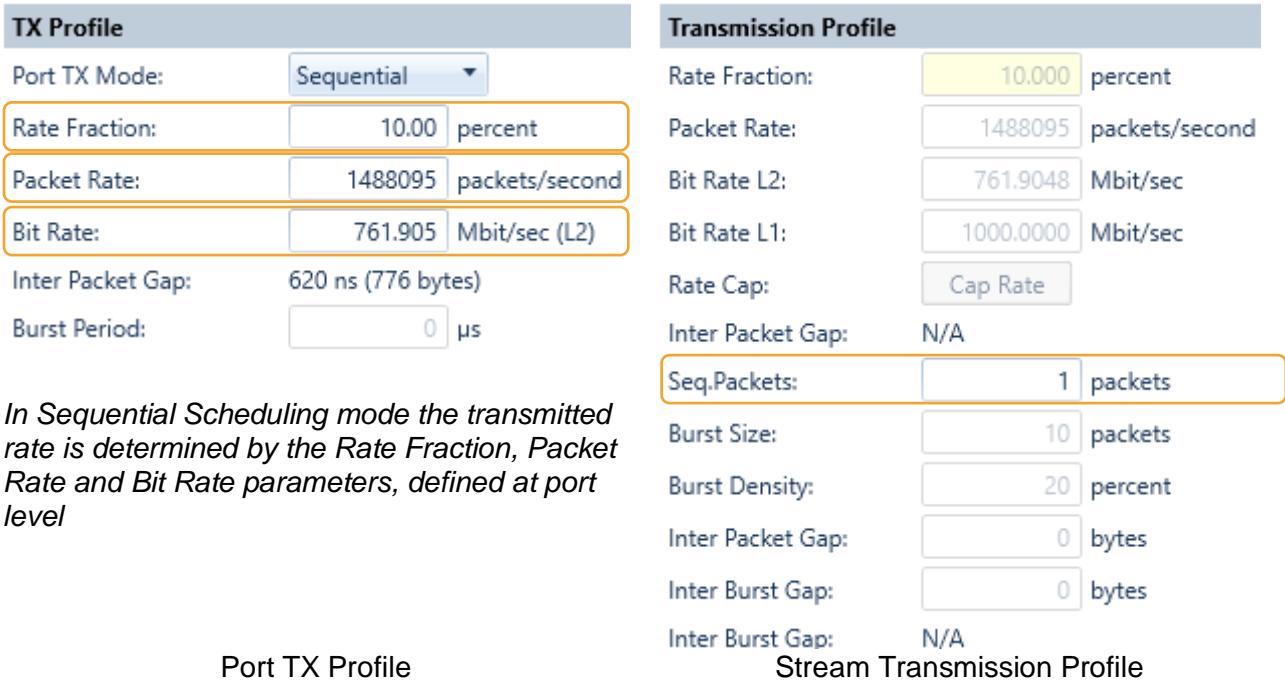 TX Profile
Port TX Mode: Sequential
Rate Fraction: 10.00 percent
Packet Rate: 1488095 packets/second
Bit Rate: 761.905 Mbit/sec (L2)
Inter Packet Gap: 620 ns (776 bytes)
Burst Period: 0 µs
In Sequential Scheduling mode the transmitted
rate is determined by the Rate Fraction, Packet
Rate and Bit Rate parameters, defined at port
level
Port TX Profile
Transmission Profile
Rate Fraction: 10.000 percent
Packet Rate: 1488095 packets/second
Bit Rate L2: 761.9048 Mbit/sec
Bit Rate L1: 1000.0000 Mbit/sec
Rate Cap: Cap Rate
Inter Packet Gap: N/A
Seq.Packets: 1 packets
Burst Size: 10 packets
Burst Density: 20 percent
Inter Packet Gap: 0 bytes
Inter Burst Gap: 0 bytes
Inter Burst Gap: N/A
Stream Transmission Profile